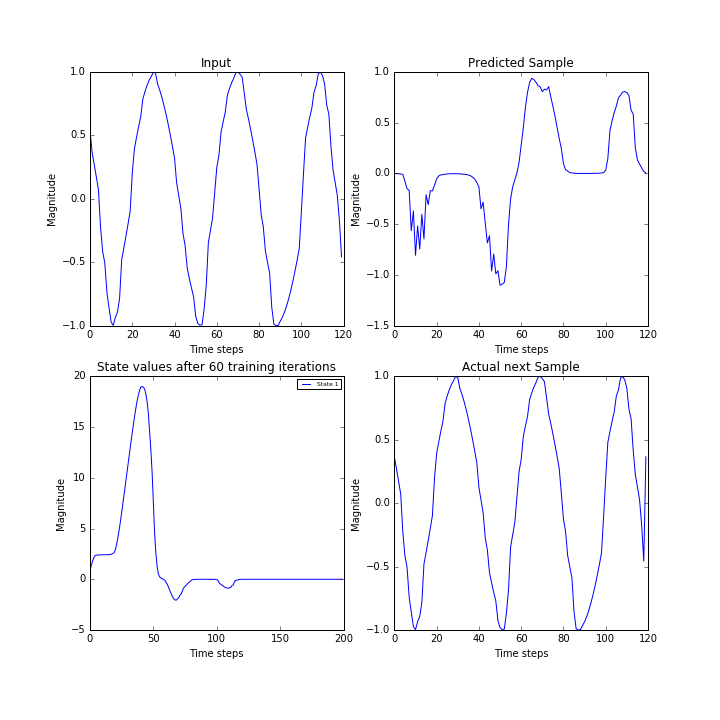 Input
1.0
0.5
0.0
−0.5
−1.0
Magnitude
0 20 40 60 80 100 120
Time steps
Predicted Sample
1.0
0.5
0.0
−0.5
−1.0
−1.5
Magnitude
0 20 40 60 80 100 120
Time steps
State values after 60 training iterations
20
15
10
5
0
−5
Magnitude
State 1
0 50 100 150 200
Time steps
Actual next Sample
1.0
0.5
0.0
−0.5
−1.0
Magnitude
0 20 40 60 80 100 120
Time steps